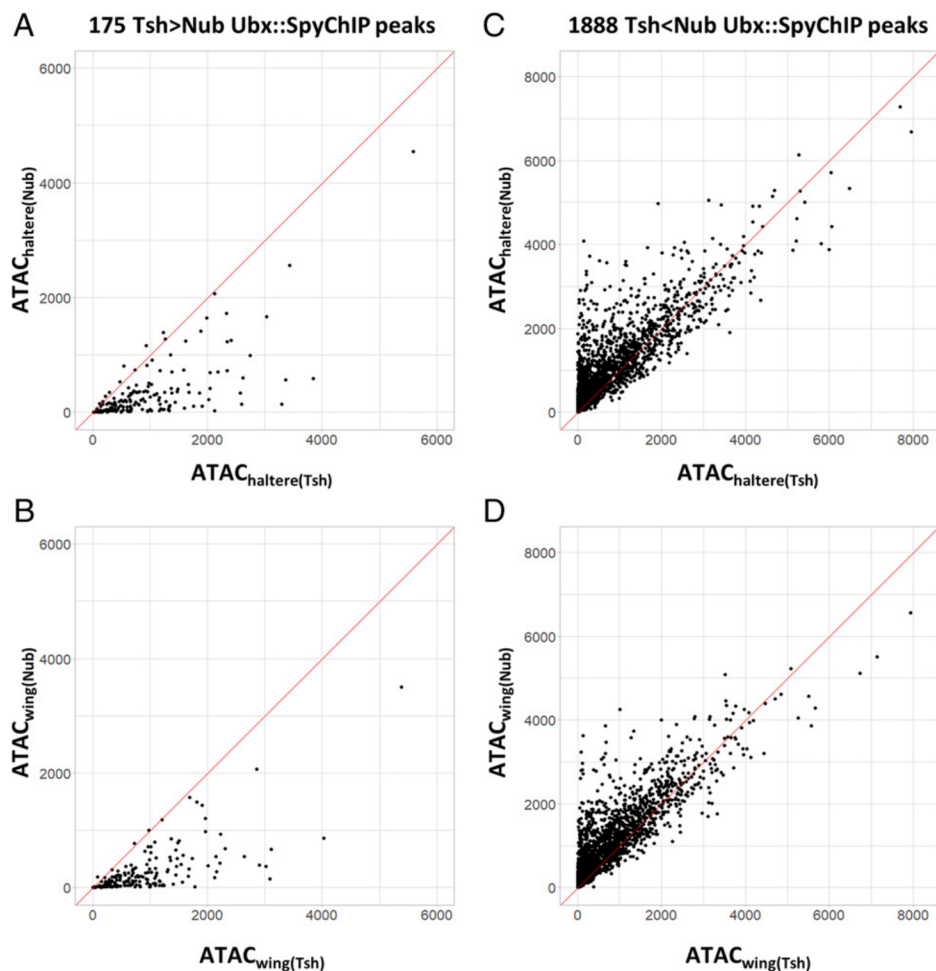 A
175 Tsh>Nub Ubx::SpyChIP peaks
6000
4000
2000
0
ATAChaltere(Nub)
0 2000 4000 6000
ATAChaltere(Tsh)
B
6000
4000
2000
0
ATACwing(Nub)
0 2000 4000 6000
ATACwing(Tsh)
C
1888 Tsh<Nub Ubx::SpyChIP peaks
8000
6000
4000
2000
0
ATAChaltere(Nub)
0 2000 4000 6000 8000
ATAChaltere(Tsh)
D
8000
6000
4000
2000
0
ATACwing(Nub)
0 2000 4000 6000 8000
ATACwing(Tsh)